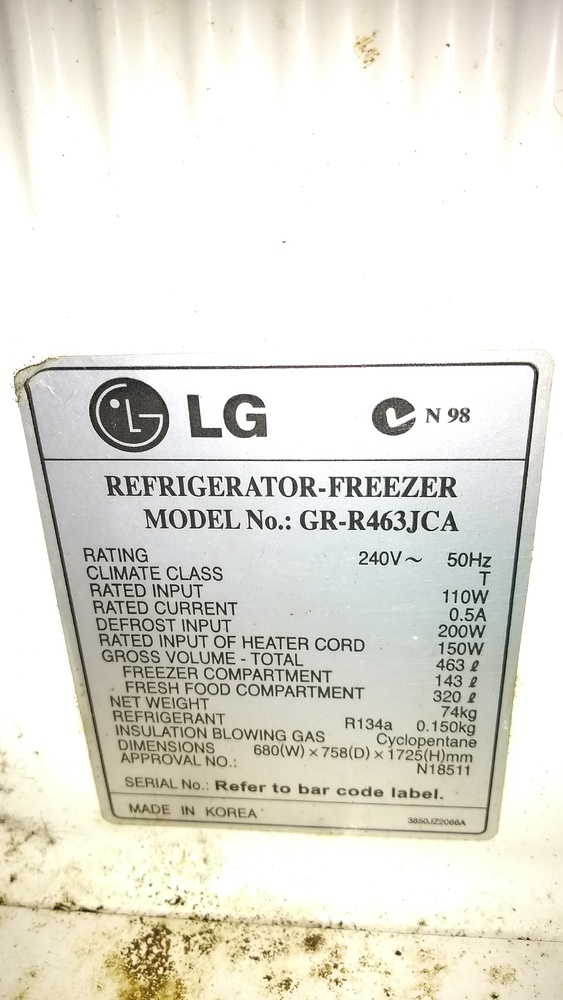 LG N 98
REFRIGERATOR-FREEZER
MODEL No.: GR-R463JCA
RATING 240V~ 50Hz
CLIMATE CLASS T
RATED INPUT 110W
RATED CURRENT 0.5A
DEFROST INPUT 200W
RATED INPUT OF HEATER CORD 150W
GROSS VOLUME - TOTAL 463 ℓ
FREEZER COMPARTMENT 143 ℓ
FRESH FOOD COMPARTMENT 320 ℓ
NET WEIGHT 74kg
REFRIGERANT R134a 0.150kg
INSULATION BLOWING GAS Cyclopentane
DIMENSIONS 680(W)×758(D)×1725(H)mm
APPROVAL NO.: N18511
SERIAL No.: Refer to bar code label.
MADE IN KOREA 3850JZ2066A